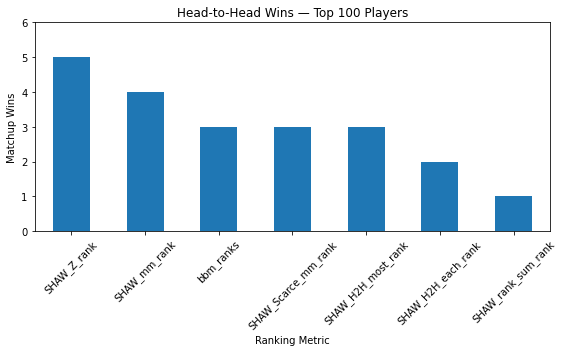 Head-to-Head Wins — Top 100 Players
Matchup Wins
6
5
4
3
2
1
0
SHAW_Z_rank
SHAW_mm_rank
bbm_ranks
SHAW_Scarce_mm_rank
SHAW_H2H_most_rank
SHAW_H2H_each_rank
SHAW_rank_sum_rank
Ranking Metric